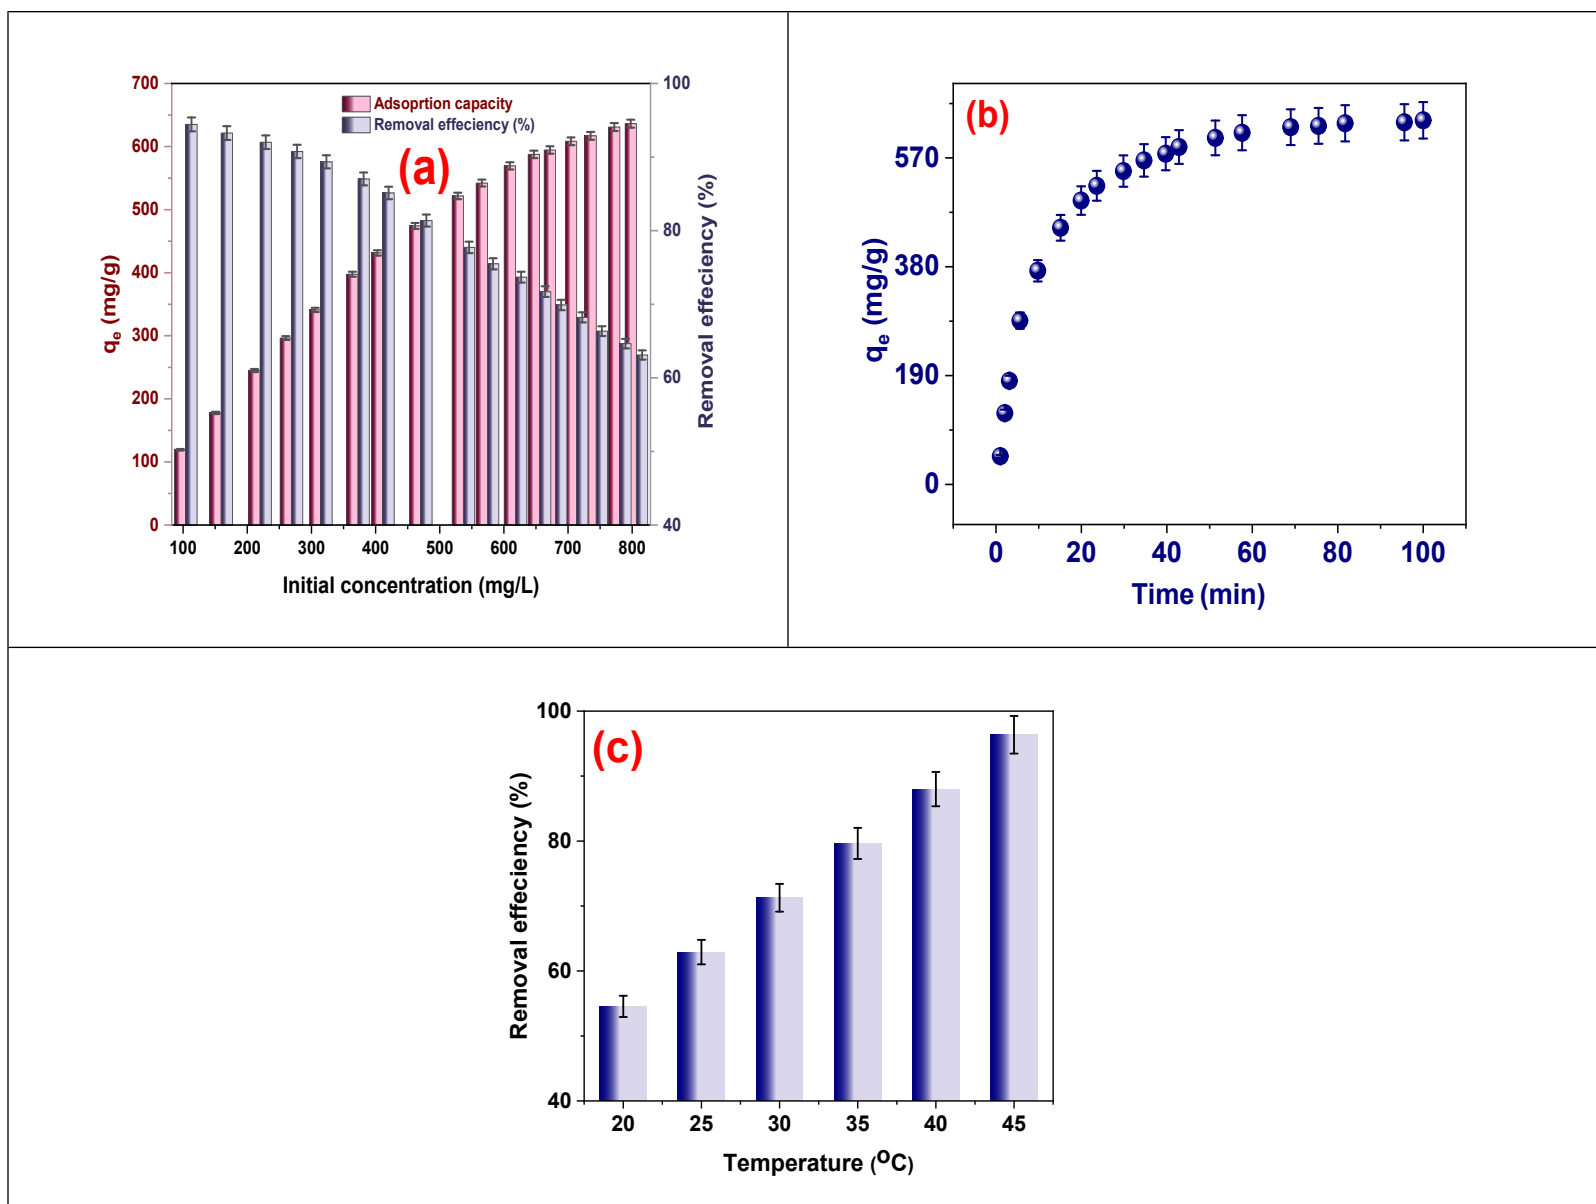 (a)
Adsoprtion capacity
Removal effeciency (%)
700
600
500
400
300
200
100
0
qₑ (mg/g)
100
80
60
40
Removal effeciency (%)
100 200 300 400 500 600 700 800
Initial concentration (mg/L)
(b)
570
380
190
0
qₑ (mg/g)
0 20 40 60 80 100
Time (min)
(c)
100
80
60
40
Removal effeciency (%)
20 25 30 35 40 45
Temperature (ᴼC)